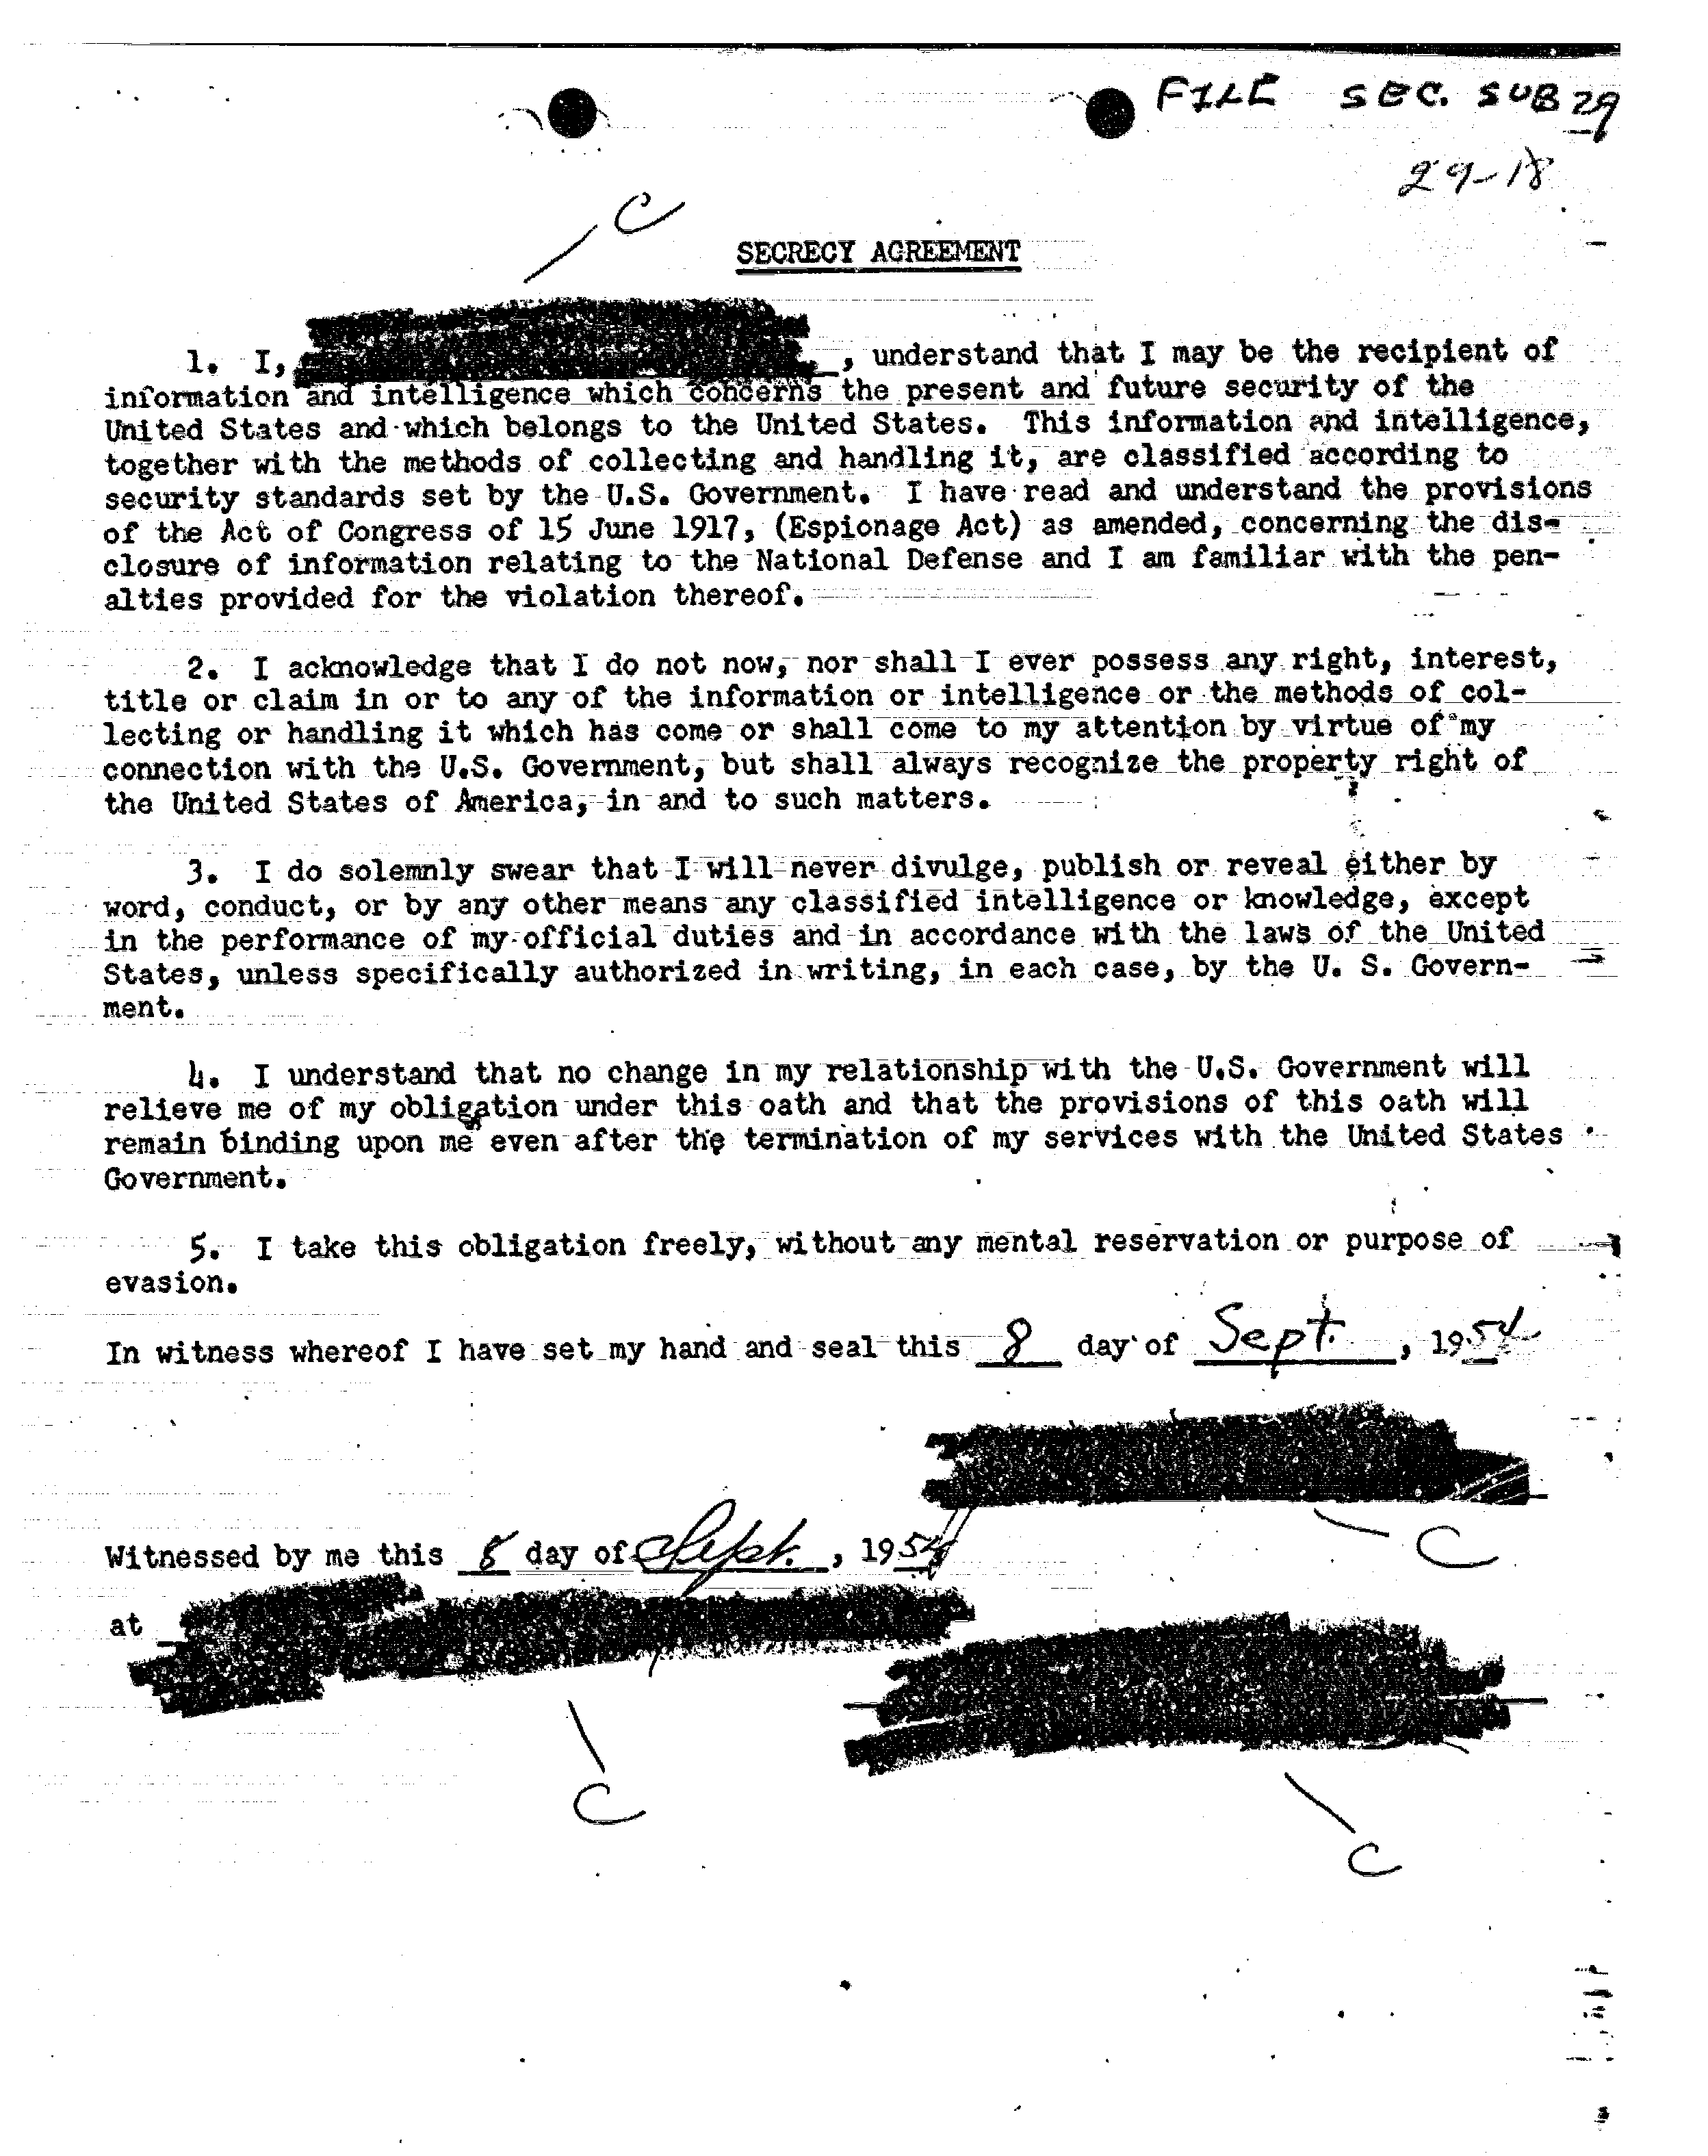 FILE SEC. SUB 29
29-18
C
SECRECY AGREEMENT
1. I, , understand that I may be the recipient of
information and intelligence which concerns the present and future security of the
United States and which belongs to the United States. This information and intelligence,
together with the methods of collecting and handling it, are classified according to
security standards set by the U.S. Government. I have read and understand the provisions
of the Act of Congress of 15 June 1917, (Espionage Act) as amended, concerning the dis-
closure of information relating to the National Defense and I am familiar with the pen-
alties provided for the violation thereof.
2. I acknowledge that I do not now, nor shall I ever possess any right, interest,
title or claim in or to any of the information or intelligence or the methods of col-
lecting or handling it which has come or shall come to my attention by virtue of my
connection with the U.S. Government, but shall always recognize the property right of
the United States of America, in and to such matters.
3. I do solemnly swear that I will never divulge, publish or reveal either by
word, conduct, or by any other means any classified intelligence or knowledge, except
in the performance of my official duties and in accordance with the laws of the United
States, unless specifically authorized in writing, in each case, by the U. S. Govern-
ment.
4. I understand that no change in my relationship with the U.S. Government will
relieve me of my obligation under this oath and that the provisions of this oath will
remain binding upon me even after the termination of my services with the United States
Government.
5. I take this obligation freely, without any mental reservation or purpose of
evasion.
In witness whereof I have set my hand and seal this 8 day of Sept. , 1954
C
Witnessed by me this 8 day of Sept. , 1954
at
C
C